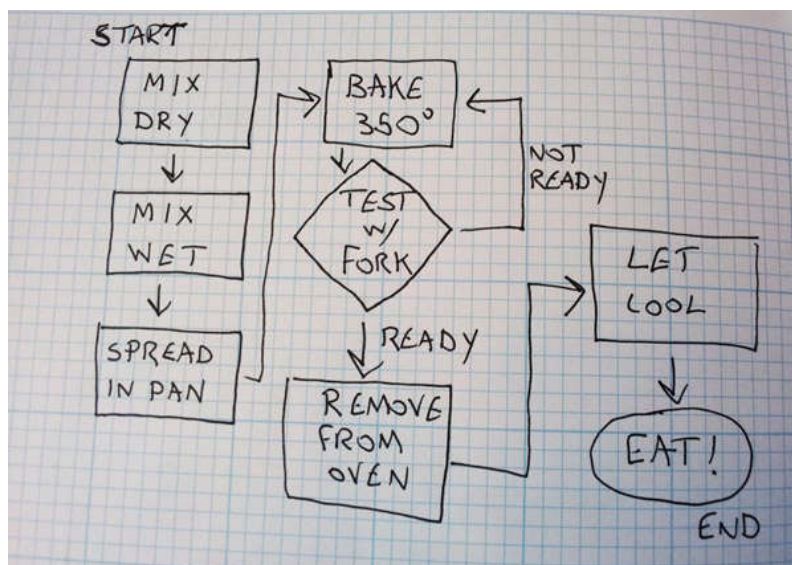 START
MIX
DRY
MIX
WET
SPREAD
IN PAN
BAKE
350°
TEST
W/
FORK
NOT
READY
READY
REMOVE
FROM
OVEN
LET
COOL
EAT!
END